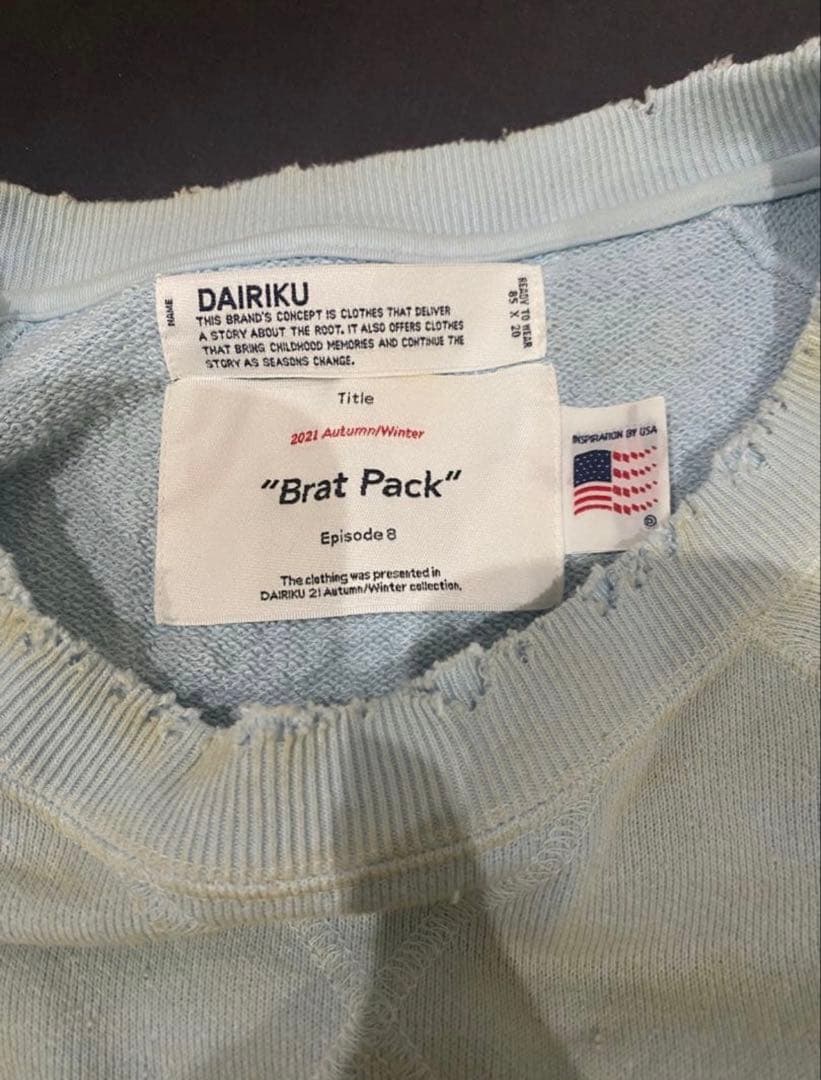 NAME
DAIRIKU
THIS BRAND'S CONCEPT IS CLOTHES THAT DELIVER
A STORY ABOUT THE ROOT. IT ALSO OFFERS CLOTHES
THAT BRING CHILDHOOD MEMORIES AND CONTINUE THE
STORY AS SEASONS CHANGE.
READY TO WEAR
85 X 20
Title
2021 Autumn/Winter
"Brat Pack"
Episode 8
The clothing was presented in
DAIRIKU 21 Autumn/Winter collection.
INSPIRATION BY USA